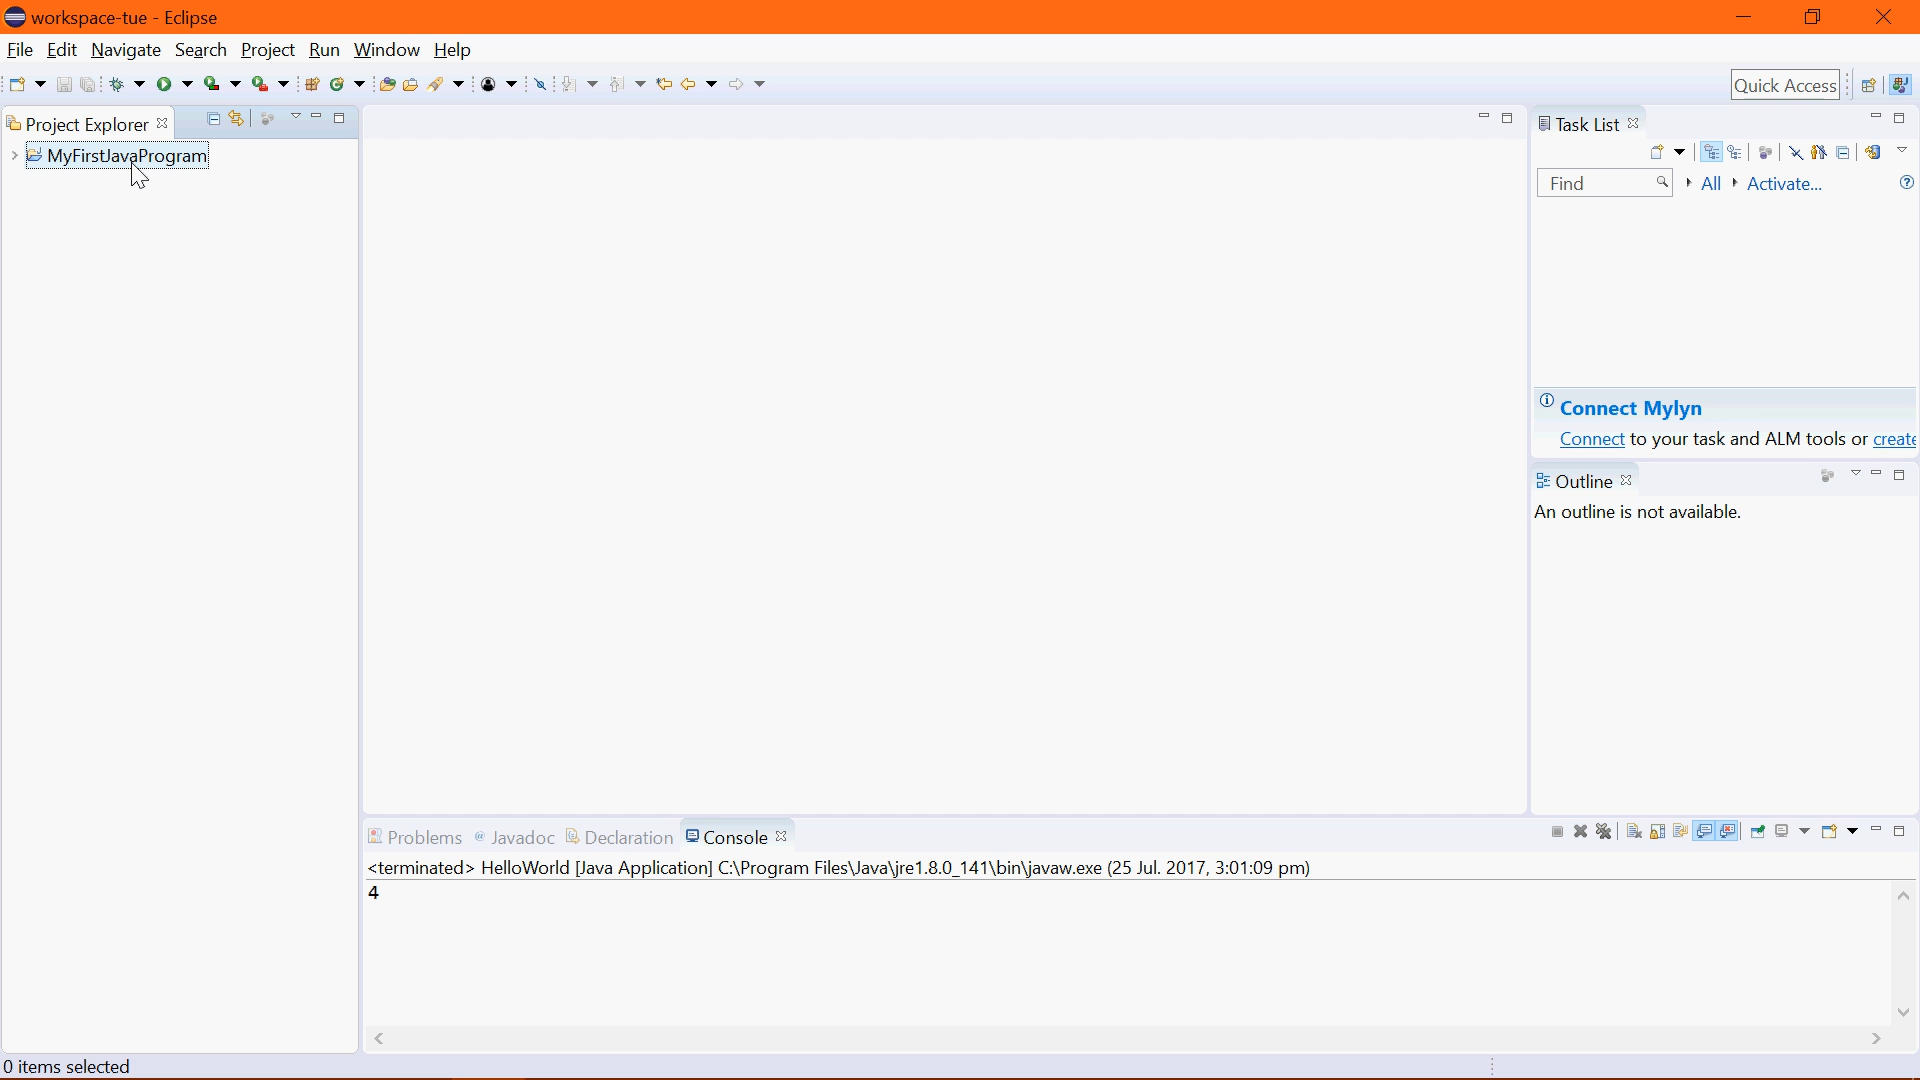 workspace-tue - Eclipse
File Edit Navigate Search Project Run Window Help
Quick Access
Project Explorer
MyFirstJavaProgram
Task List
Find
All
Activate...
Connect Mylyn
Connect to your task and ALM tools or create
Outline
An outline is not available.
Problems @ Javadoc Declaration Console
<terminated> HelloWorld [Java Application] C:\Program Files\Java\jre1.8.0_141\bin\javaw.exe (25 Jul. 2017, 3:01:09 pm)
4
0 items selected